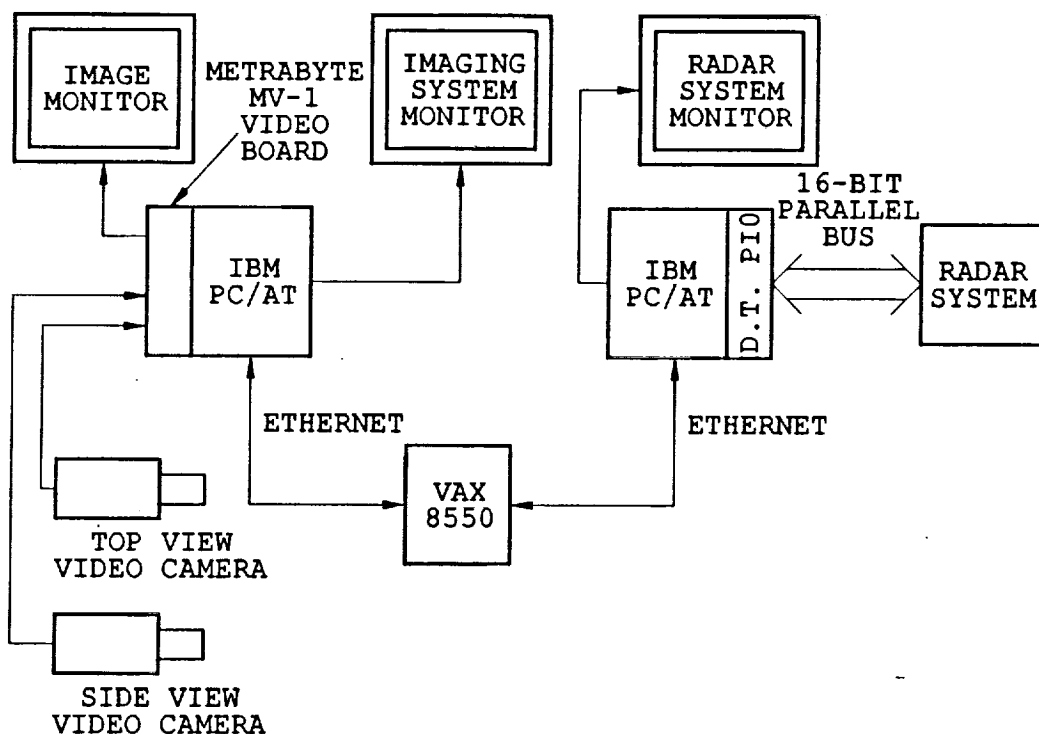 IMAGE
MONITOR
METRABYTE
MV-1
VIDEO
BOARD
IMAGING
SYSTEM
MONITOR
RADAR
SYSTEM
MONITOR
16-BIT
PARALLEL
BUS
IBM
PC/AT
IBM
PC/AT
D.T. PIO
RADAR
SYSTEM
ETHERNET
ETHERNET
VAX
8550
TOP VIEW
VIDEO CAMERA
SIDE VIEW
VIDEO CAMERA